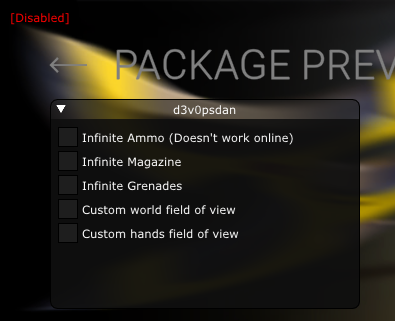 [Disabled]
← PACKAGE PREV
d3v0psdan
Infinite Ammo (Doesn't work online)
Infinite Magazine
Infinite Grenades
Custom world field of view
Custom hands field of view